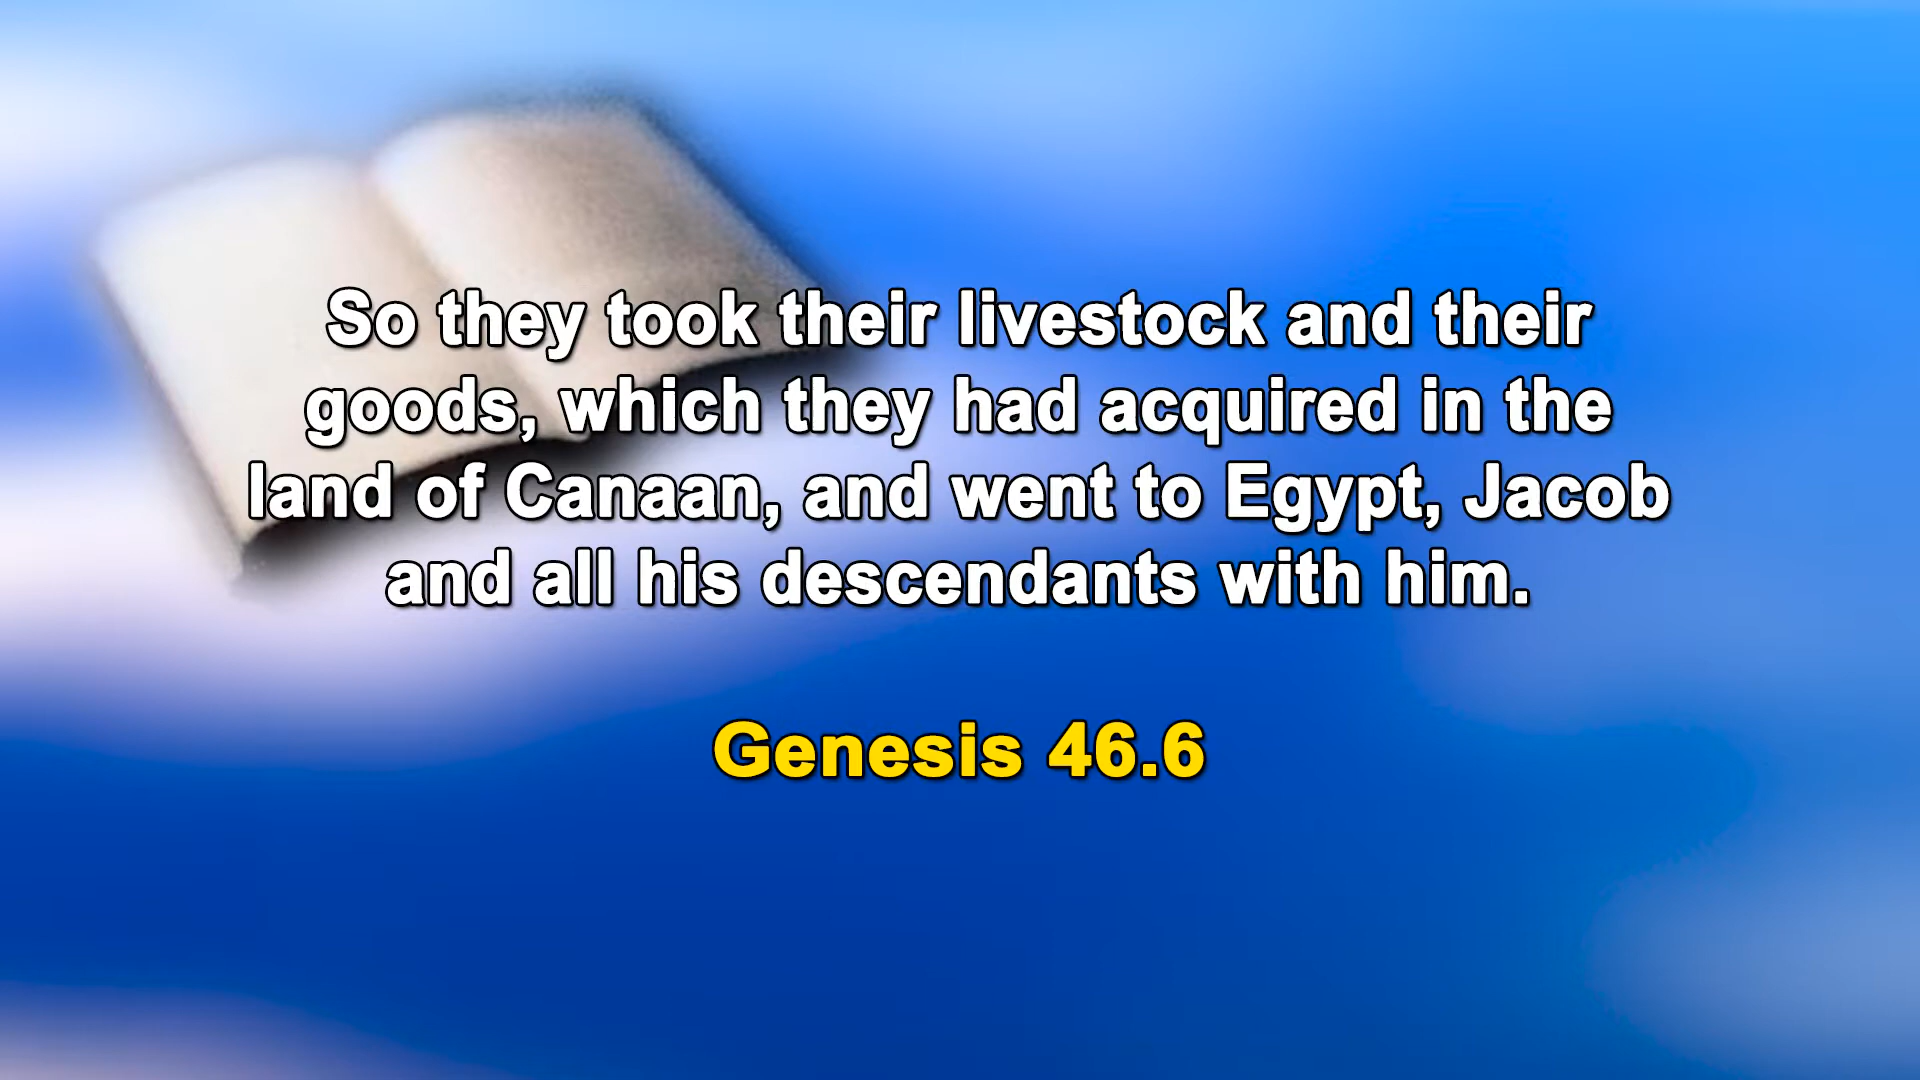 So they took their livestock and their
goods, which they had acquired in the
land of Canaan, and went to Egypt, Jacob
and all his descendants with him.
Genesis 46.6